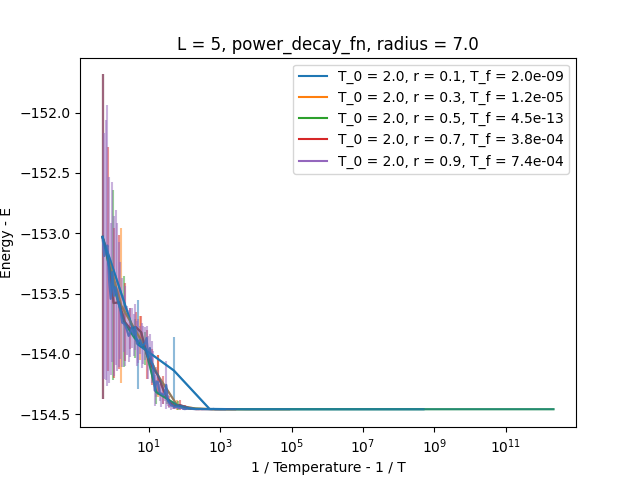 L = 5, power_decay_fn, radius = 7.0
T_0 = 2.0, r = 0.1, T_f = 2.0e-09
T_0 = 2.0, r = 0.3, T_f = 1.2e-05
T_0 = 2.0, r = 0.5, T_f = 4.5e-13
T_0 = 2.0, r = 0.7, T_f = 3.8e-04
T_0 = 2.0, r = 0.9, T_f = 7.4e-04
Energy - E
−152.0
−152.5
−153.0
−153.5
−154.0
−154.5
10¹ 10³ 10⁵ 10⁷ 10⁹ 10¹¹
1 / Temperature - 1 / T